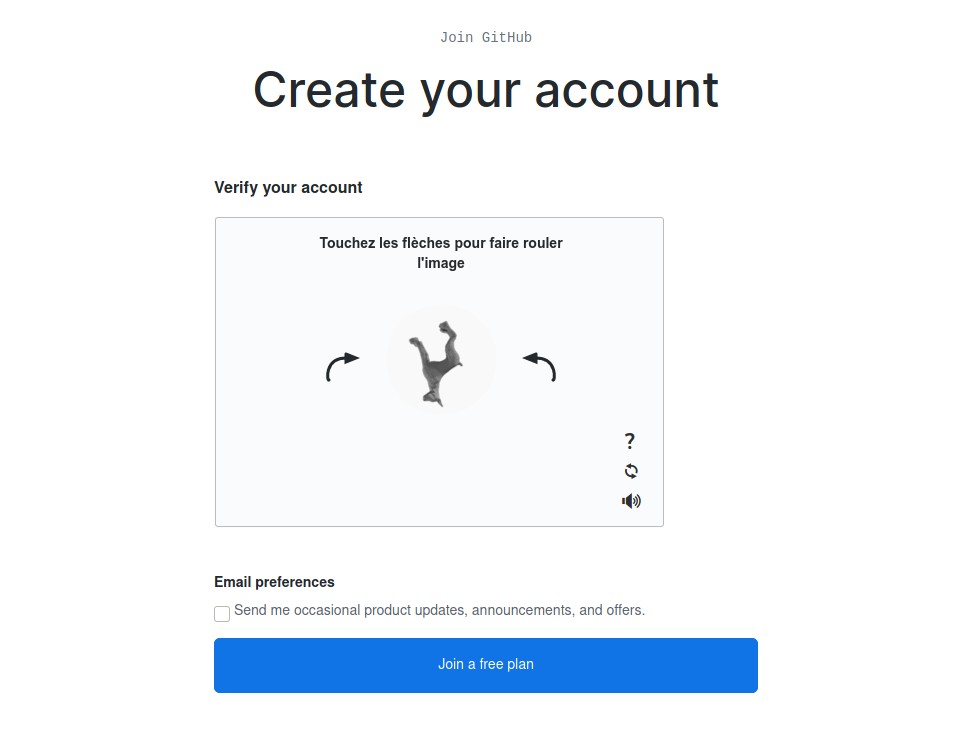 Join GitHub
Create your account
Verify your account
Touchez les flèches pour faire rouler
l'image
?
Email preferences
Send me occasional product updates, announcements, and offers.
Join a free plan